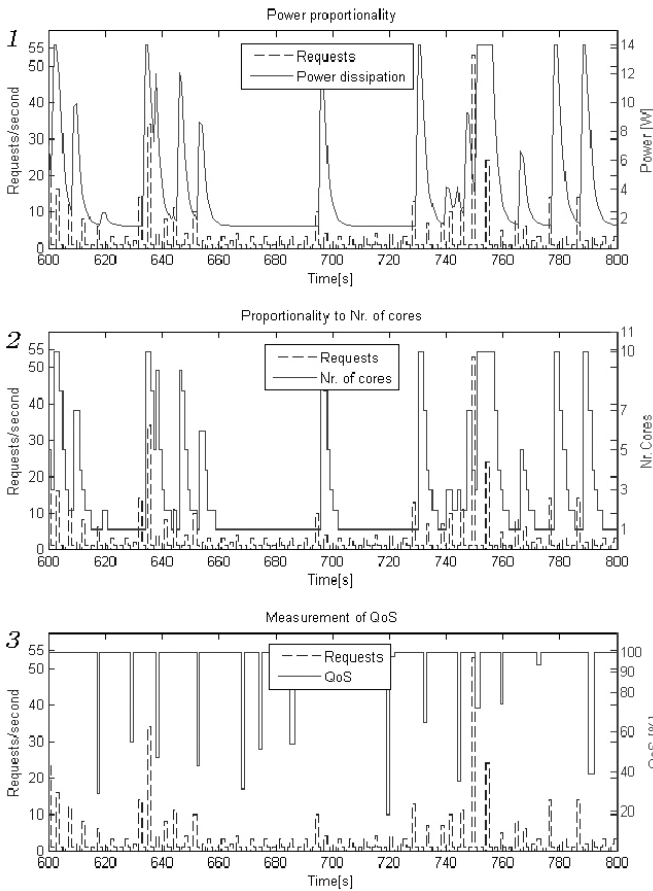 Power proportionality
1
55
50
40
30
20
10
0
Requests/second
Requests
Power dissipation
14
12
10
8
6
4
2
Power [W]
600 620 640 660 680 700 720 740 760 780 800
Time[s]
Proportionality to Nr. of cores
2
55
50
40
30
20
10
0
Requests/second
Requests
Nr. of cores
11
10
7
5
3
1
Nr. Cores
600 620 640 660 680 700 720 740 760 780 800
Time[s]
Measurement of QoS
3
55
50
40
30
20
10
0
Requests/second
Requests
QoS
100
90
80
60
40
20
QoS [%]
600 620 640 660 680 700 720 740 760 780 800
Time[s]